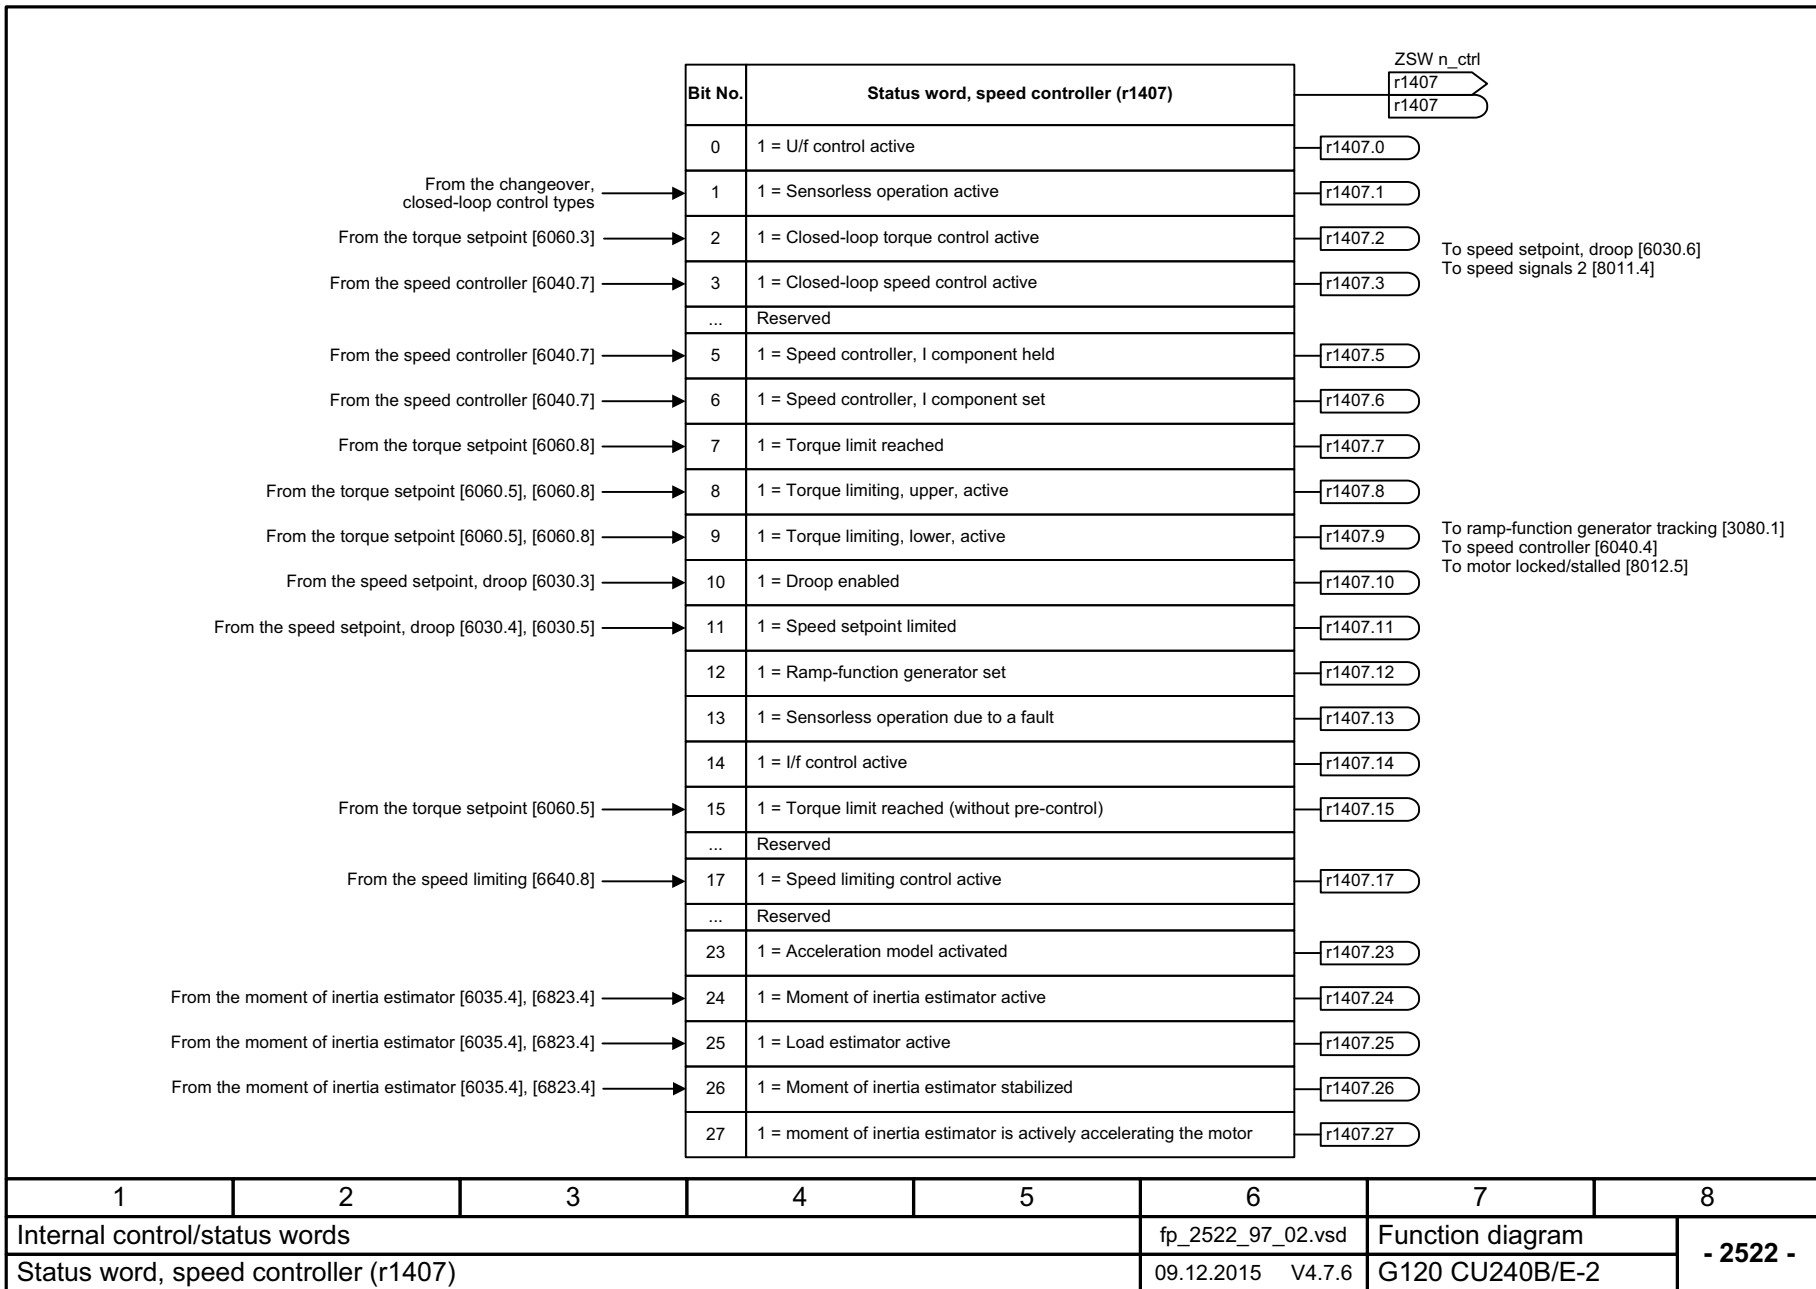 ZSW n_ctrl
Bit No. Status word, speed controller (r1407) r1407
r1407
0 1 = U/f control active r1407.0
From the changeover,
closed-loop control types
1 1 = Sensorless operation active r1407.1
From the torque setpoint [6060.3] 2 1 = Closed-loop torque control active r1407.2
To speed setpoint, droop [6030.6]
To speed signals 2 [8011.4]
From the speed controller [6040.7] 3 1 = Closed-loop speed control active r1407.3
... Reserved
From the speed controller [6040.7] 5 1 = Speed controller, I component held r1407.5
From the speed controller [6040.7] 6 1 = Speed controller, I component set r1407.6
From the torque setpoint [6060.8] 7 1 = Torque limit reached r1407.7
From the torque setpoint [6060.5], [6060.8] 8 1 = Torque limiting, upper, active r1407.8
From the torque setpoint [6060.5], [6060.8] 9 1 = Torque limiting, lower, active r1407.9
To ramp-function generator tracking [3080.1]
To speed controller [6040.4]
To motor locked/stalled [8012.5]
From the speed setpoint, droop [6030.3] 10 1 = Droop enabled r1407.10
From the speed setpoint, droop [6030.4], [6030.5] 11 1 = Speed setpoint limited r1407.11
12 1 = Ramp-function generator set r1407.12
13 1 = Sensorless operation due to a fault r1407.13
14 1 = I/f control active r1407.14
From the torque setpoint [6060.5] 15 1 = Torque limit reached (without pre-control) r1407.15
... Reserved
From the speed limiting [6640.8] 17 1 = Speed limiting control active r1407.17
... Reserved
23 1 = Acceleration model activated r1407.23
From the moment of inertia estimator [6035.4], [6823.4] 24 1 = Moment of inertia estimator active r1407.24
From the moment of inertia estimator [6035.4], [6823.4] 25 1 = Load estimator active r1407.25
From the moment of inertia estimator [6035.4], [6823.4] 26 1 = Moment of inertia estimator stabilized r1407.26
27 1 = moment of inertia estimator is actively accelerating the motor r1407.27
1 2 3 4 5 6 7 8
Internal control/status words fp_2522_97_02.vsd Function diagram
- 2522 -
Status word, speed controller (r1407) 09.12.2015 V4.7.6 G120 CU240B/E-2